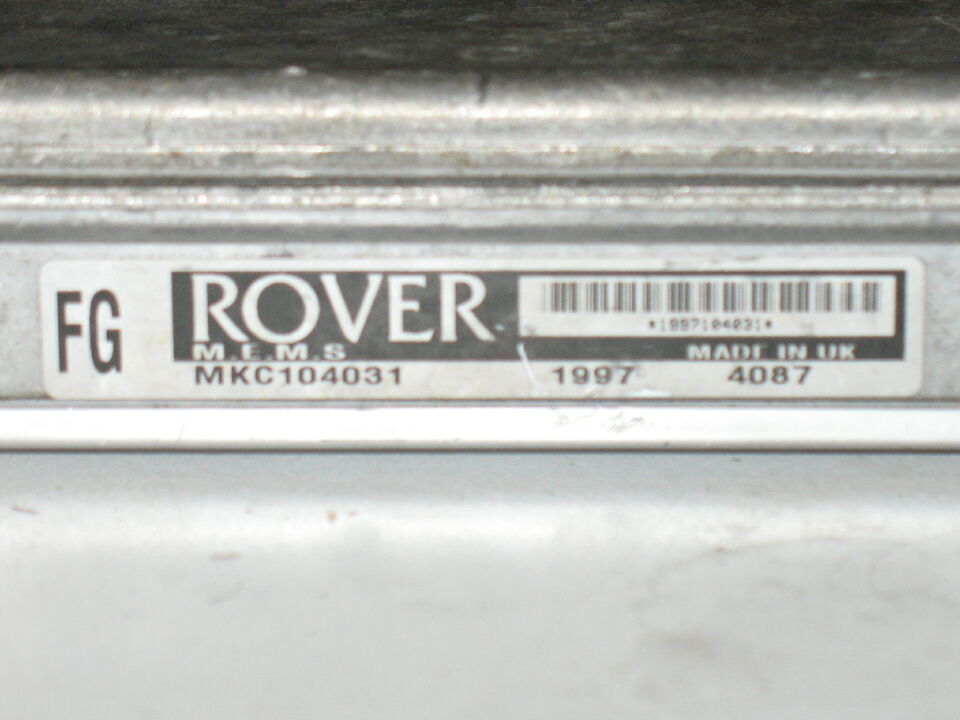 FG
ROVER
*1997104031*
M.E.M.S MADE IN UK
MKC104031 1997 4087